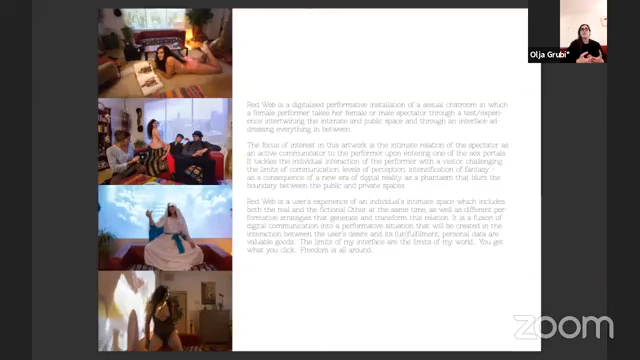 Olja Grubi*
Red Web is a digitalised performative installation of a sexual chatroom in which
a female performer takes her female or male spectator through a test/experi-
ence intertwining the intimate and public space and through an interface ad
dressing everything in between.
The focus of interest in this artwork is the intimate relation of the spectator as
an active communicator to the performer upon entering one of the sex portals.
It tackles the individual interaction of the performer with a visitor challenging
the limits of communication, levels of perception, intensification of fantasy -
as a consequence of a new era of digital reality as a phantasm that blurs the
boundary between the public and private spaces.
Red Web is a user's experience of an individual's intimate space which includes
both the real and the fictional Other at the same time, as well as different per-
formative strategies that generate and transform this relation. It is a fusion of
digital communication into a performative situation that will be created in the
interaction between the user's desire and its (un)fulfillment, personal data are
valuable goods. The limits of my interface are the limits of my world. You get
what you click. Freedom is all around...
zoom